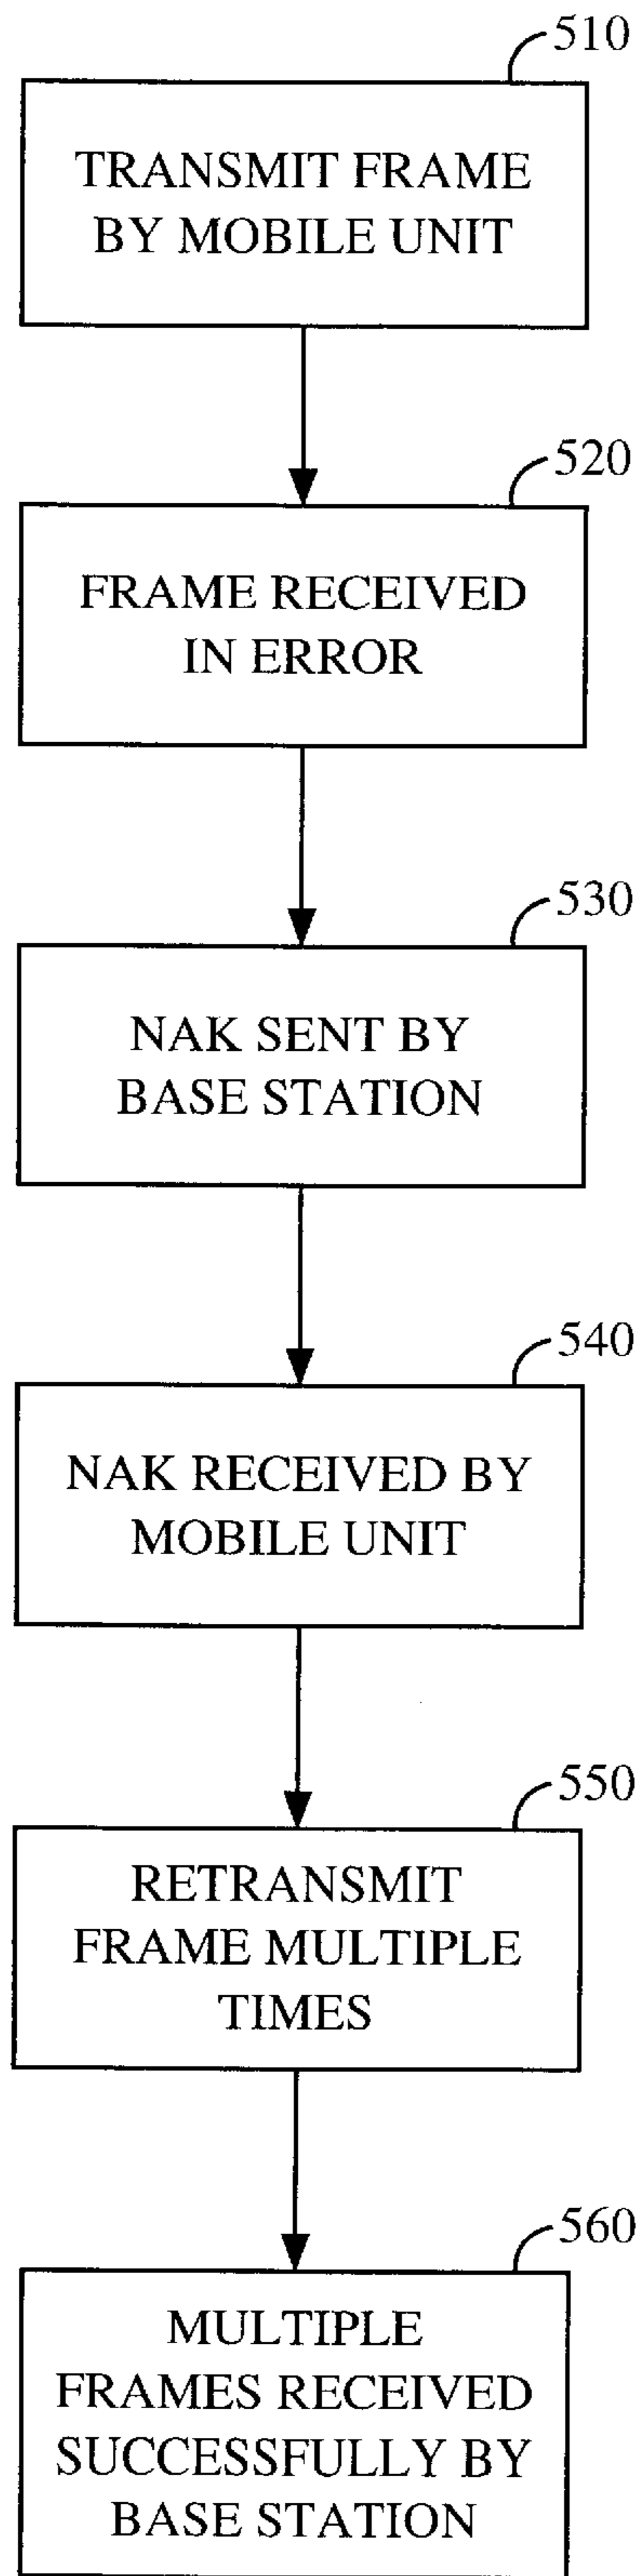 510
TRANSMIT FRAME
BY MOBILE UNIT
520
FRAME RECEIVED
IN ERROR
530
NAK SENT BY
BASE STATION
540
NAK RECEIVED BY
MOBILE UNIT
550
RETRANSMIT
FRAME MULTIPLE
TIMES
560
MULTIPLE
FRAMES RECEIVED
SUCCESSFULLY BY
BASE STATION